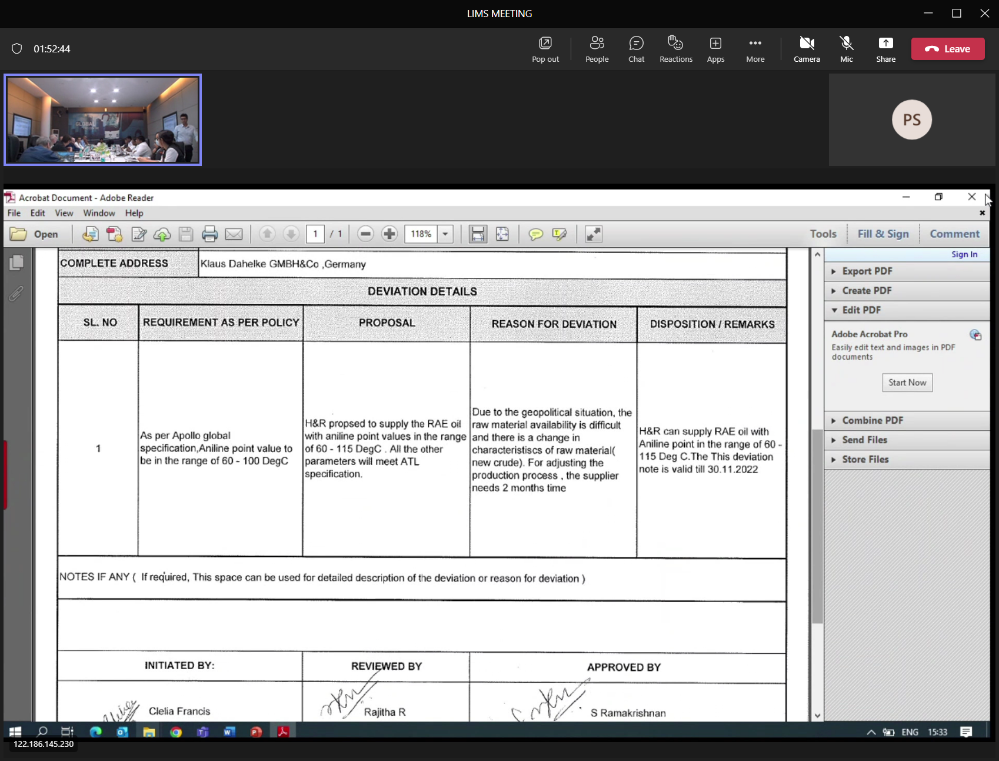 LIMS MEETING
01:52:44
Pop out
People
Chat
Reactions
Apps
More
Camera
Mic
Share
Leave
GLOBAL
PS
Acrobat Document - Adobe Reader
File Edit View Window Help
Open
1 / 1
118%
Tools
Fill & Sign
Comment
Sign In
Export PDF
Create PDF
Edit PDF
Adobe Acrobat Pro
Easily edit text and images in PDF
documents
Start Now
Combine PDF
Send Files
Store Files
COMPLETE ADDRESS
Klaus Dahelke GMBH&Co ,Germany
DEVIATION DETAILS
SL. NO
REQUIREMENT AS PER POLICY
PROPOSAL
REASON FOR DEVIATION
DISPOSITION / REMARKS
1
As per Apollo global
specification,Aniline point value to
be in the range of 60 - 100 DegC
H&R propsed to supply the RAE oil
with aniline point values in the range
of 60 - 115 DegC . All the other
parameters will meet ATL
specification.
Due to the geopolitical situation, the
raw material availability is difficult
and there is a change in
characteristiscs of raw material(
new crude). For adjusting the
production process , the supplier
needs 2 months time
H&R can supply RAE oil with
Aniline point in the range of 60 -
115 Deg C.The This deviation
note is valid till 30.11.2022
NOTES IF ANY ( If required, This space can be used for detailed description of the deviation or reason for deviation )
INITIATED BY:
REVIEWED BY
APPROVED BY
Clelia Francis
Rajitha R
S Ramakrishnan
ENG
15:33
122.186.145.230